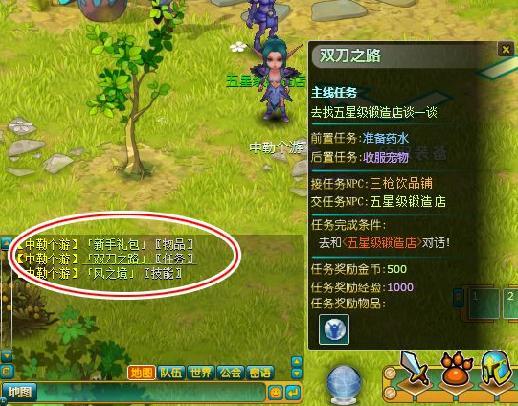 双刀之路
x
主线任务
去找五星级锻造店谈一谈
前置任务:准备药水
后置任务:收服宠物
接任务NPC:三枪饮品铺
交任务NPC:五星级锻造店
任务完成条件:
去和<五星级锻造店>对话!
任务奖励金币:500
任务奖励经验:1000
任务奖励物品:
中勤个游
【中勤个游】「新手礼包」[物品]
【中勤个游】「双刀之路」[任务]
【中勤个游】「风之境」[技能]
地图 队伍 世界 公会 密语
地图
1 2